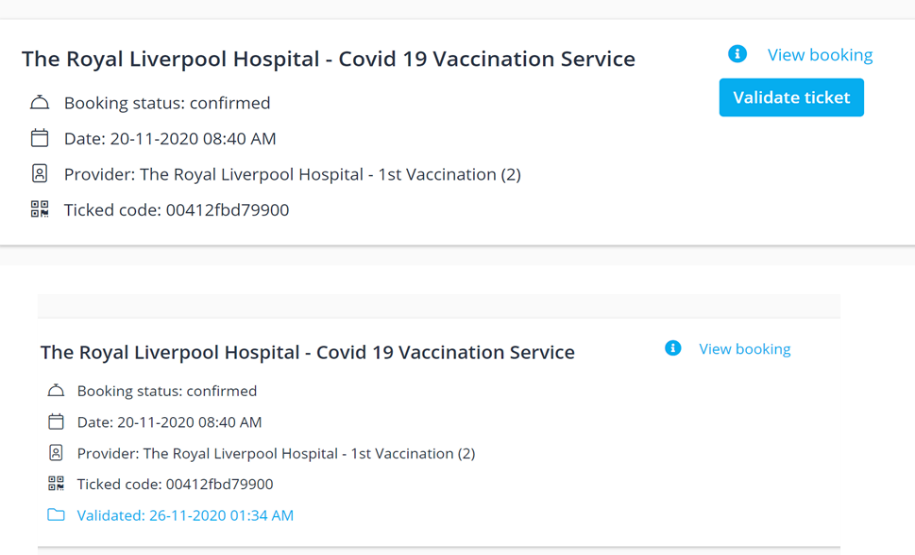 The Royal Liverpool Hospital - Covid 19 Vaccination Service
View booking
Validate ticket
Booking status: confirmed
Date: 20-11-2020 08:40 AM
Provider: The Royal Liverpool Hospital - 1st Vaccination (2)
Ticked code: 00412fbd79900
The Royal Liverpool Hospital - Covid 19 Vaccination Service
View booking
Booking status: confirmed
Date: 20-11-2020 08:40 AM
Provider: The Royal Liverpool Hospital - 1st Vaccination (2)
Ticked code: 00412fbd79900
Validated: 26-11-2020 01:34 AM